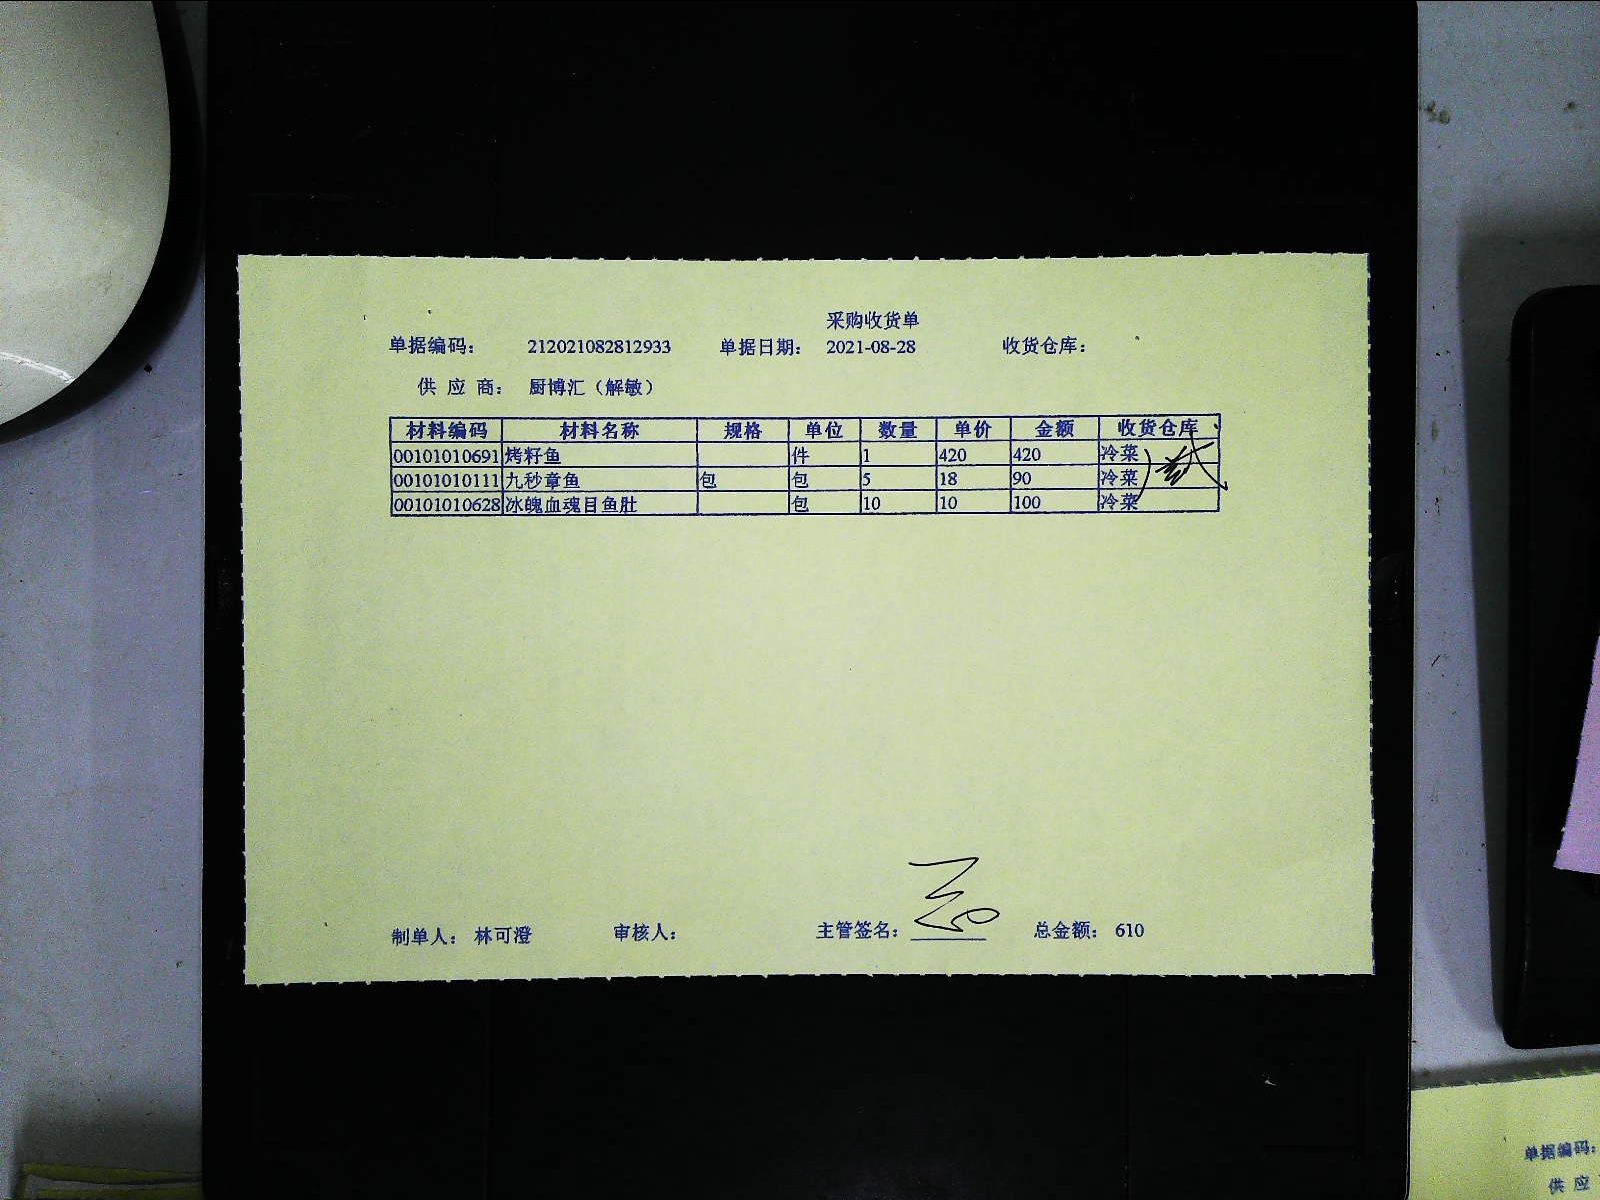 采购收货单
单据编码： 212021082812933 单据日期： 2021-08-28 收货仓库：
供 应 商： 厨博汇（解敏）
材料编码 材料名称 规格 单位 数量 单价 金额 收货仓库
00101010691 烤籽鱼 件 1 420 420 冷菜
00101010111 九秒章鱼 包 包 5 18 90 冷菜
00101010628 冰魄血魂目鱼肚 包 10 10 100 冷菜
制单人： 林可澄 审核人： 主管签名： 总金额： 610
单据编码：
供 应